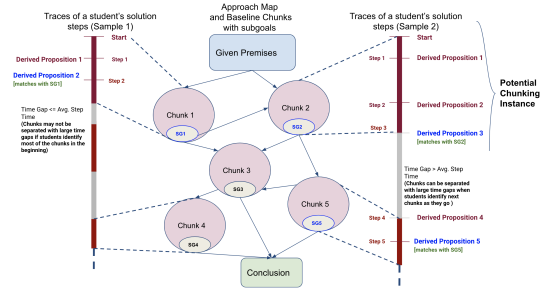 Traces of a student's solution
steps (Sample 1)
Start
Derived Proposition 1
Step 1
Derived Proposition 2
[matches with SG1]
Step 2
Time Gap <= Avg. Step
Time
(Chunks may not be
separated with large time
gaps if students identify
most of the chunks in the
beginning)
Approach Map
and Baseline Chunks
with subgoals
Given Premises
Chunk 1
SG1
Chunk 2
SG2
Chunk 3
SG3
Chunk 5
SG5
Chunk 4
SG4
Conclusion
Traces of a student's solution
steps (Sample 2)
Start
Step 1
Derived Proposition 1
Step 2
Derived Proposition 2
Step 3
Derived Proposition 3
[matches with SG2]
Time Gap > Avg. Step
Time
(Chunks can be separated
with large time gaps when
students identify next
chunks as they go )
Step 4
Derived Proposition 4
Step 5
Derived Proposition 5
[matches with SG5]
Potential
Chunking
Instance